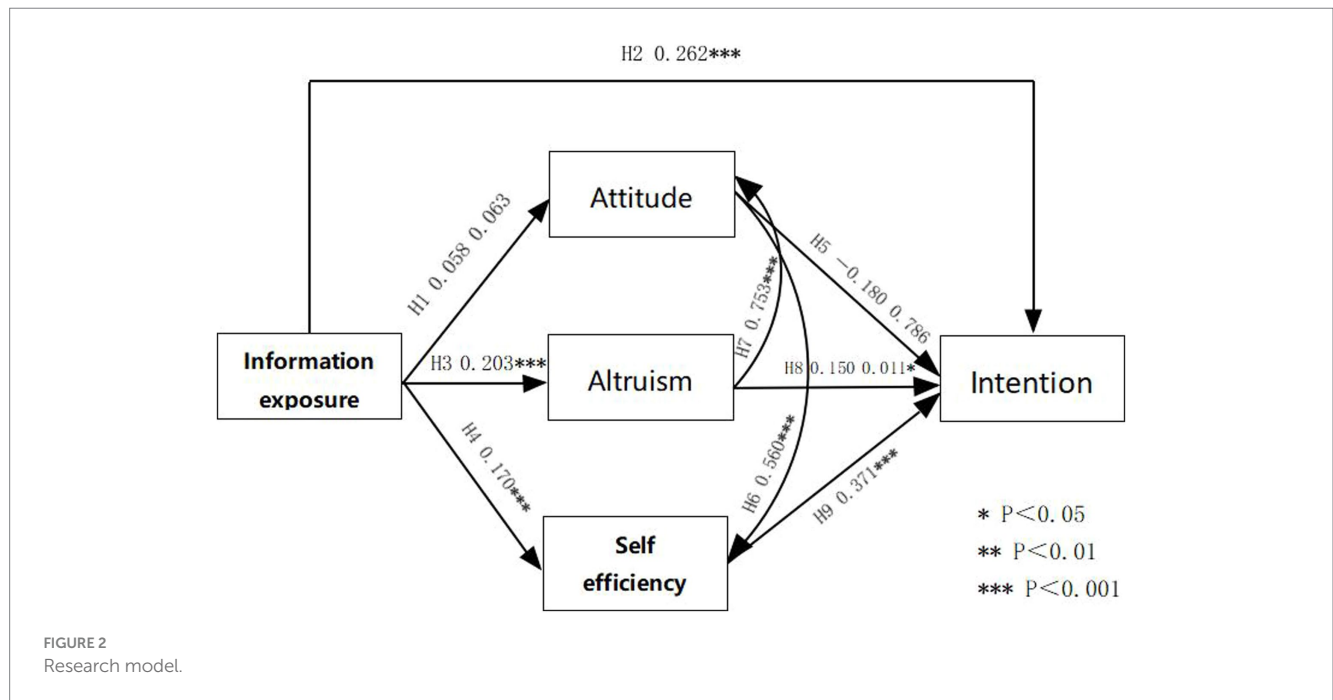 H2 0.262***
Attitude
H1 0.058 0.063
H5 −0.180 0.786
H7 0.753***
Information
exposure
H3 0.203***
Altruism
H8 0.150 0.011*
Intention
H4 0.170***
H6 0.560***
H9 0.371***
Self
efficiency
* P<0.05
** P<0.01
*** P<0.001
FIGURE 2
Research model.